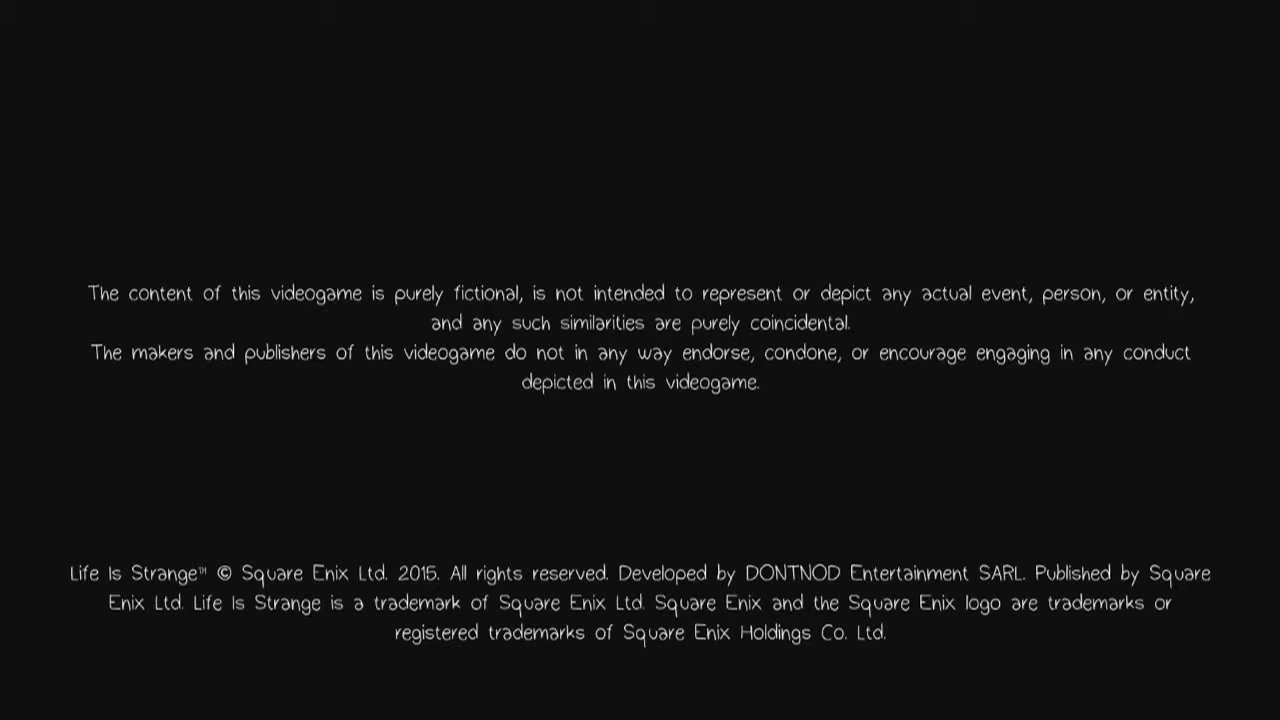 The content of this videogame is purely fictional, is not intended to represent or depict any actual event, person, or entity,
and any such similarities are purely coincidental.
The makers and publishers of this videogame do not in any way endorse, condone, or encourage engaging in any conduct
depicted in this videogame.
Life Is Strange™ © Square Enix Ltd. 2015. All rights reserved. Developed by DONTNOD Entertainment SARL. Published by Square
Enix Ltd. Life Is Strange is a trademark of Square Enix Ltd. Square Enix and the Square Enix logo are trademarks or
registered trademarks of Square Enix Holdings Co. Ltd.